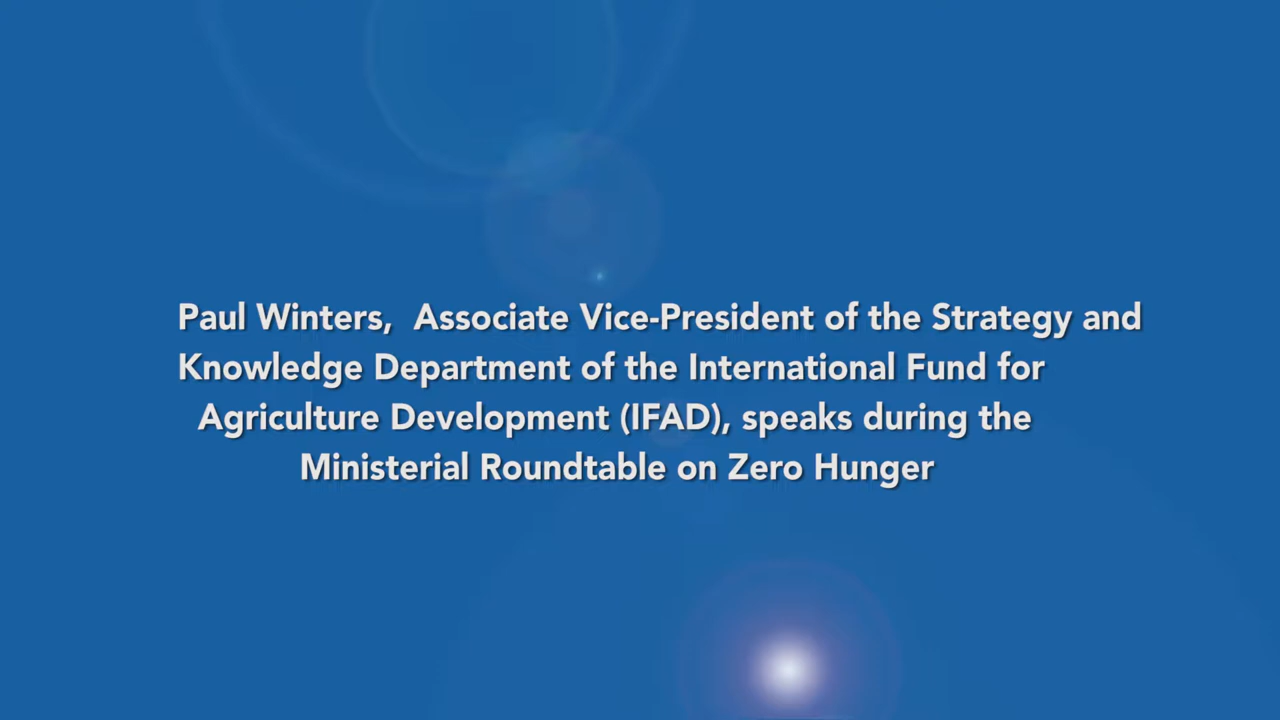 Paul Winters, Associate Vice-President of the Strategy and
Knowledge Department of the International Fund for
Agriculture Development (IFAD), speaks during the
Ministerial Roundtable on Zero Hunger